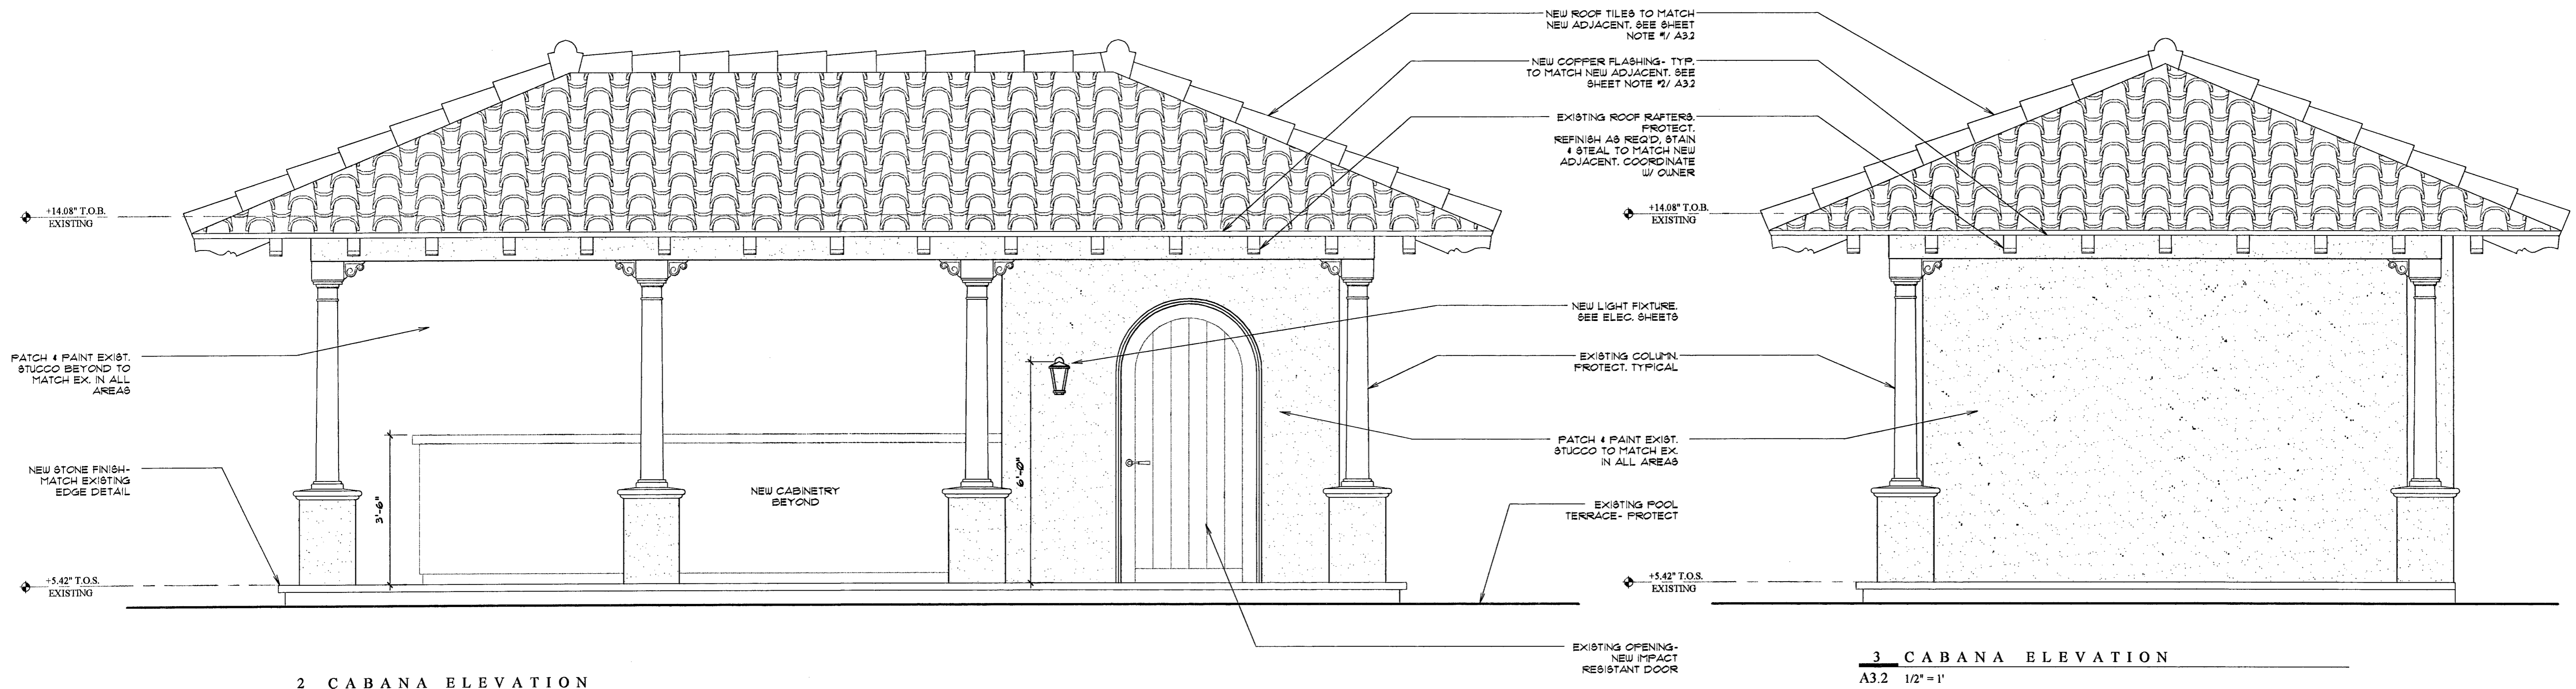 NEW ROOF TILES TO MATCH
NEW ADJACENT. SEE SHEET
NOTE #1/ A3.2
NEW COPPER FLASHING- TYP.
TO MATCH NEW ADJACENT. SEE
SHEET NOTE #2/ A3.2
EXISTING ROOF RAFTERS.
PROTECT.
REFINISH AS REQ'D, STAIN
& STEAL TO MATCH NEW
ADJACENT. COORDINATE
W/ OWNER
+14.08" T.O.B.
EXISTING
+14.08" T.O.B.
EXISTING
NEW LIGHT FIXTURE.
SEE ELEC. SHEETS
PATCH & PAINT EXIST.
STUCCO BEYOND TO
MATCH EX. IN ALL
AREAS
EXISTING COLUMN.
PROTECT. TYPICAL
PATCH & PAINT EXIST.
STUCCO TO MATCH EX.
IN ALL AREAS
NEW STONE FINISH-
MATCH EXISTING
EDGE DETAIL
3'-6"
NEW CABINETRY
BEYOND
6'-0"
EXISTING POOL
TERRACE- PROTECT
+5.42" T.O.S.
EXISTING
+5.42" T.O.S.
EXISTING
EXISTING OPENING-
NEW IMPACT
RESISTANT DOOR
2 CABANA ELEVATION
3 CABANA ELEVATION
A3.2 1/2" = 1'